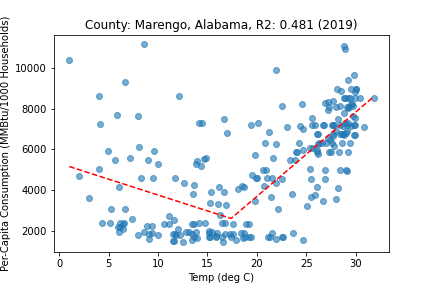 County: Marengo, Alabama, R2: 0.481 (2019)
Per-Capita Consumption (MMBtu/1000 Households)
10000
8000
6000
4000
2000
0 5 10 15 20 25 30
Temp (deg C)